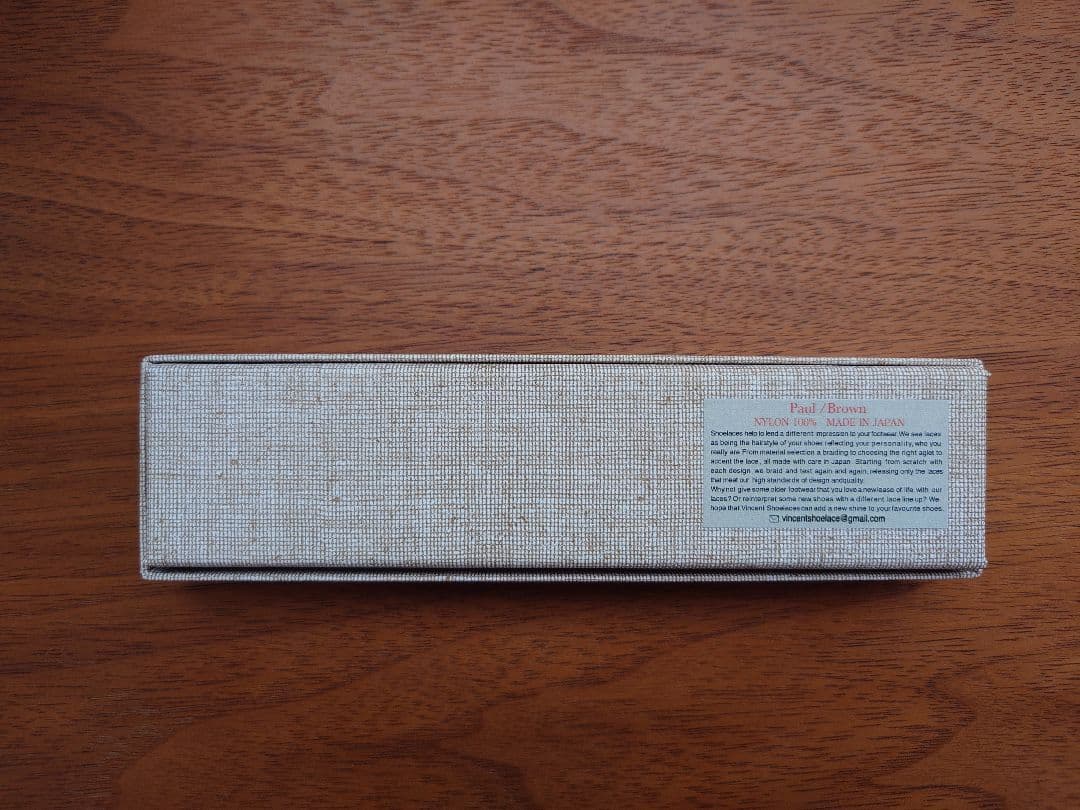 Paul /Brown
NYLON 100% MADE IN JAPAN
Shoelaces help to lend a different impression to your footwear. We see laces
as being the hairstyle of your shoes reflecting your personality, who you
really are. From material selection a braiding to choosing the right aglet to
accent the lace, all made with care in Japan. Starting from scratch with
each design, we braid and test again and again, releasing only the laces
that meet our high standards of design andquality.
Why not give some older footwear that you love a new lease of life with our
laces? Or reinterpret some new shoes with a different lace line up? We
hope that Vincent Shoelaces can add a new shine to your favourite shoes.
vincentshoelace@gmail.com